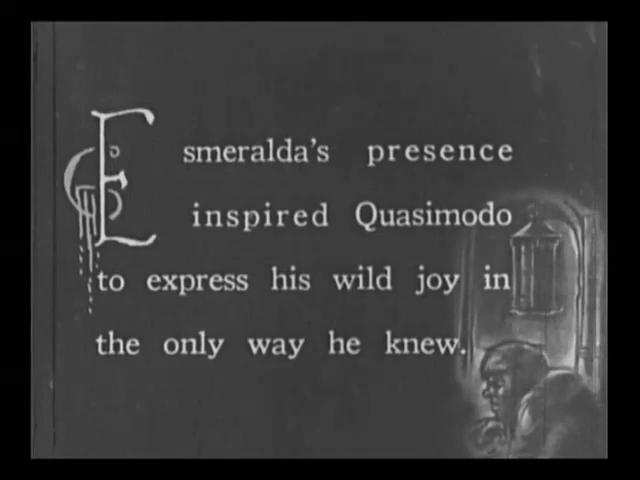 Esmeralda's presence
inspired Quasimodo
to express his wild joy in
the only way he knew.